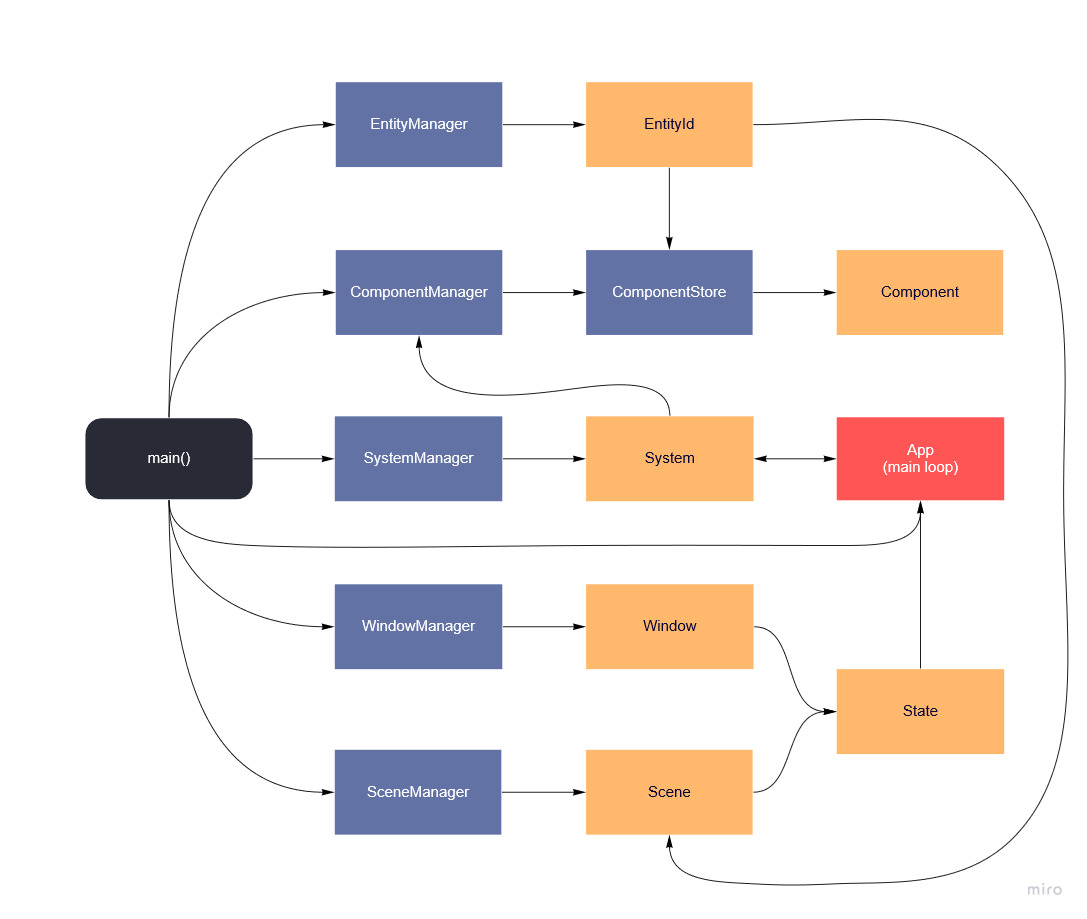 EntityManager
EntityId
ComponentManager
ComponentStore
Component
main()
SystemManager
System
App
(main loop)
WindowManager
Window
State
SceneManager
Scene
miro